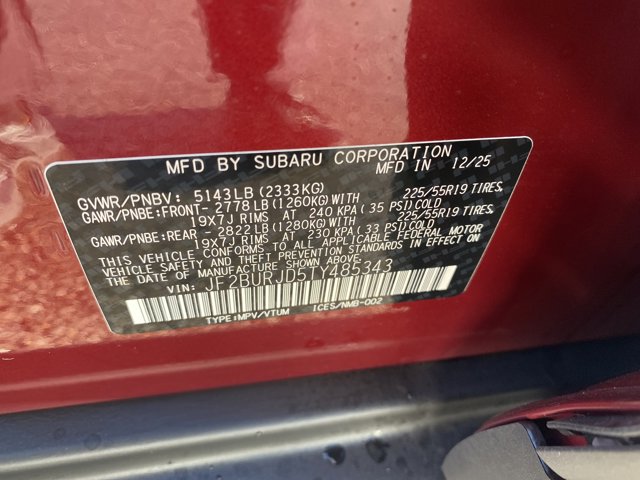 MFD BY SUBARU CORPORATION
MFD IN 12/25
GVWR/PNBV: 5143LB (2333KG)
GAWR/PNBE:FRONT- 2778LB (1260KG) WITH 225/55R19 TIRES,
19X7J RIMS AT 240 KPA (35 PSI) COLD
GAWR/PNBE:REAR - 2822LB (1280KG) WITH 225/55R19 TIRES,
19X7J RIMS AT 230 KPA (33 PSI) COLD
THIS VEHICLE CONFORMS TO ALL APPLICABLE FEDERAL MOTOR
VEHICLE SAFETY AND THEFT PREVENTION STANDARDS IN EFFECT ON
THE DATE OF MANUFACTURE SHOWN ABOVE.
VIN: JF2BURJD5TY485343
TYPE:MPV/VTUM ICES/NMB-002